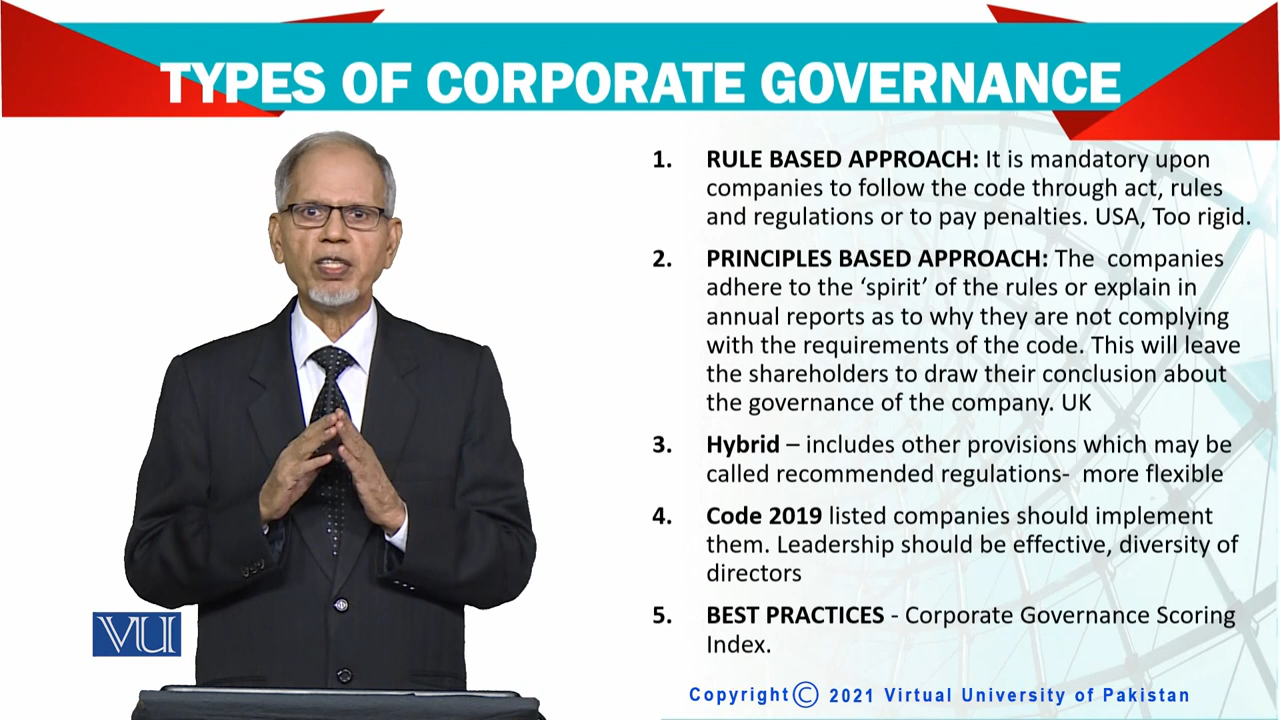 TYPES OF CORPORATE GOVERNANCE
1. RULE BASED APPROACH: It is mandatory upon
companies to follow the code through act, rules
and regulations or to pay penalties. USA, Too rigid.
2. PRINCIPLES BASED APPROACH: The companies
adhere to the ‘spirit’ of the rules or explain in
annual reports as to why they are not complying
with the requirements of the code. This will leave
the shareholders to draw their conclusion about
the governance of the company. UK
3. Hybrid – includes other provisions which may be
called recommended regulations- more flexible
4. Code 2019 listed companies should implement
them. Leadership should be effective, diversity of
directors
5. BEST PRACTICES - Corporate Governance Scoring
Index.
VU
Copyright© 2021 Virtual University of Pakistan